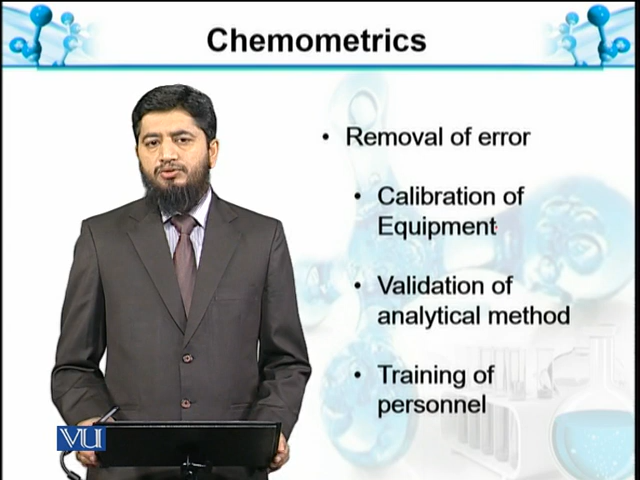 Chemometrics
• Removal of error
• Calibration of
Equipment
• Validation of
analytical method
• Training of
personnel
VU